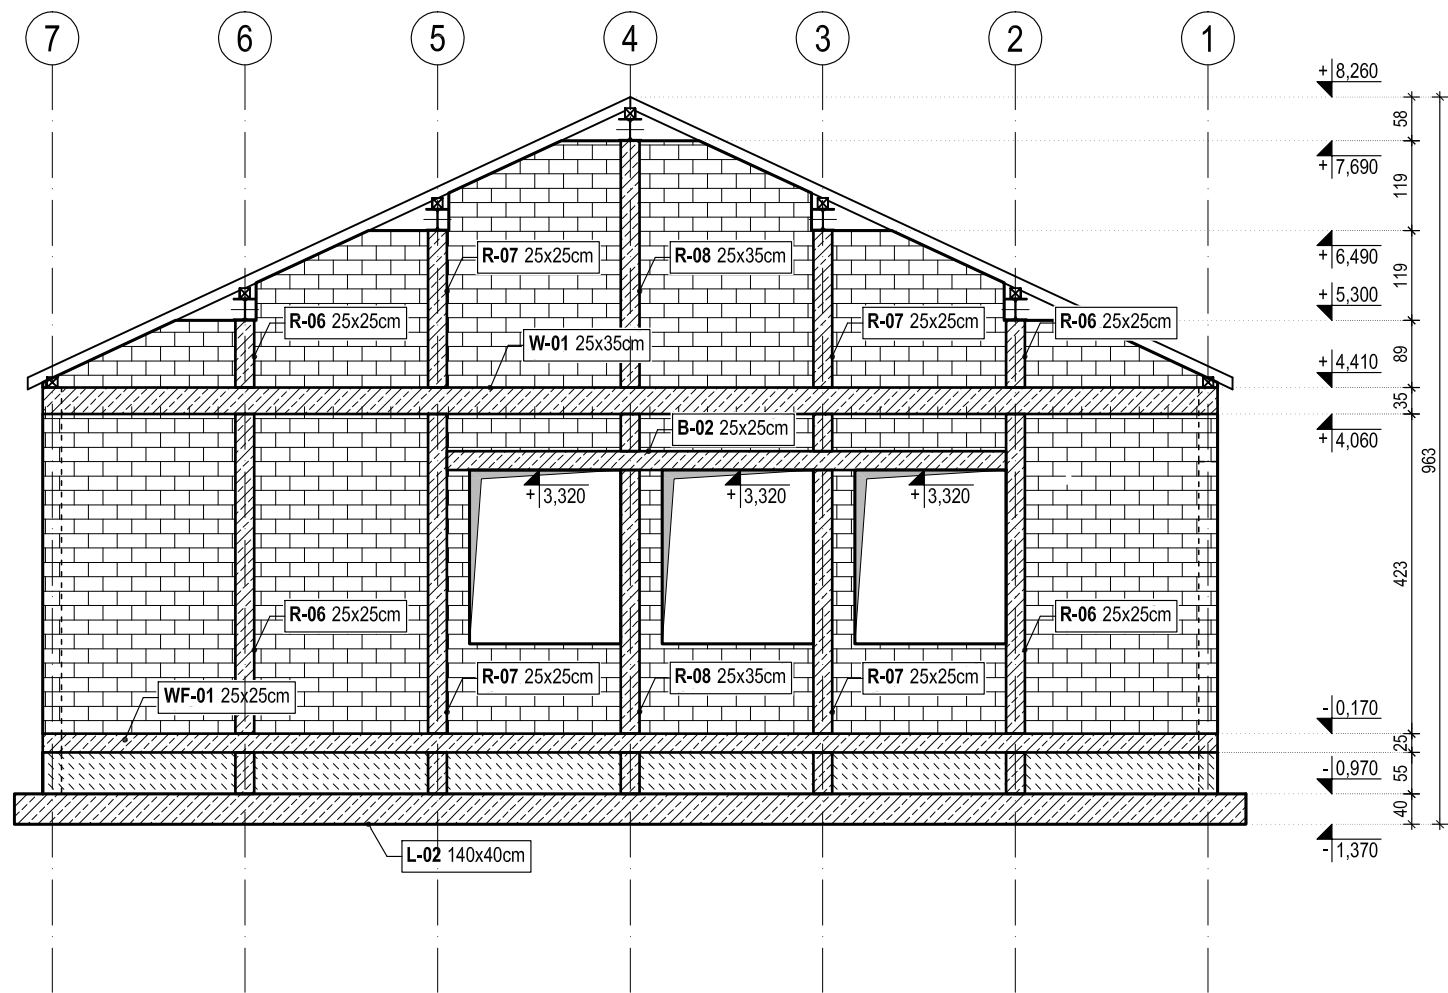 7 6 5 4 3 2 1
+ 8,260
58
+ 7,690
119
R-07 25x25cm
R-08 25x35cm
+ 6,490
119
+ 5,300
R-06 25x25cm
R-07 25x25cm
R-06 25x25cm
W-01 25x35cm
+ 4,410
89
35
B-02 25x25cm
+ 4,060
963
+ 3,320
+ 3,320
+ 3,320
423
R-06 25x25cm
R-06 25x25cm
R-07 25x25cm
R-08 25x35cm
R-07 25x25cm
WF-01 25x25cm
- 0,170
25
- 0,970
55
40
L-02 140x40cm
- 1,370